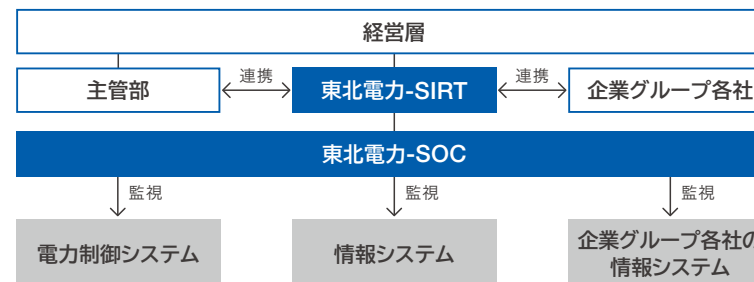 経営層
主管部
連携
東北電力-SIRT
連携
企業グループ各社
東北電力-SOC
監視
監視
監視
電力制御システム
情報システム
企業グループ各社の
情報システム